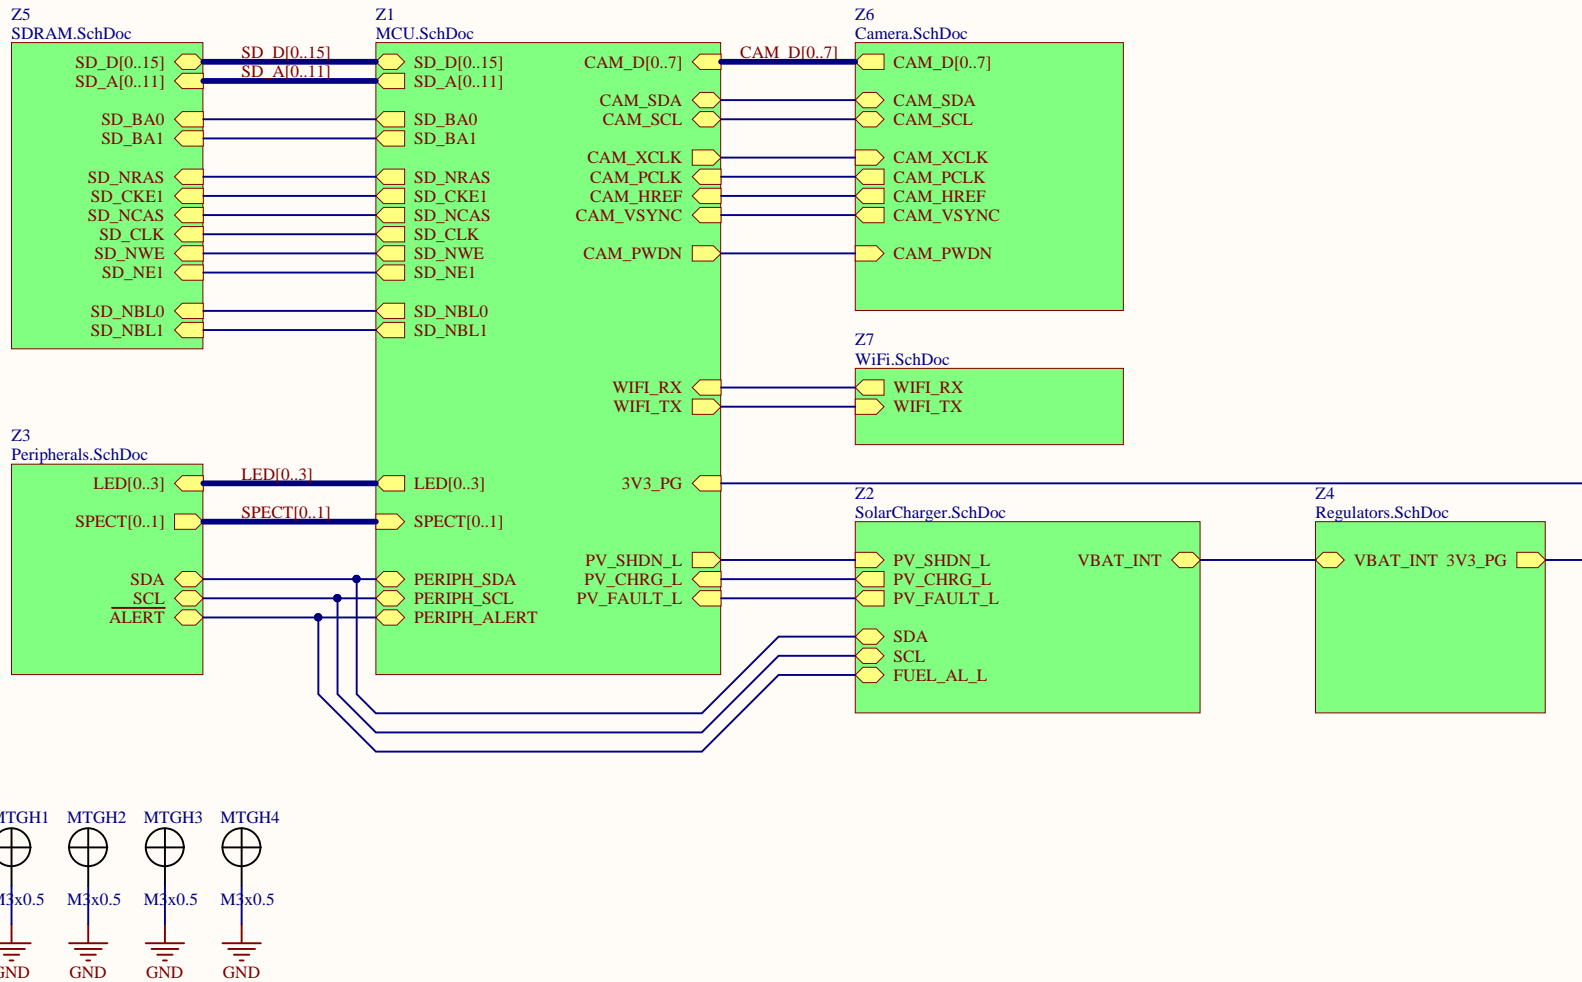 Z5
SDRAM.SchDoc
SD_D[0..15]
SD_A[0..11]
SD_BA0
SD_BA1
SD_NRAS
SD_CKE1
SD_NCAS
SD_CLK
SD_NWE
SD_NE1
SD_NBL0
SD_NBL1
SD_D[0..15]
SD_A[0..11]
Z1
MCU.SchDoc
SD_D[0..15]
SD_A[0..11]
SD_BA0
SD_BA1
SD_NRAS
SD_CKE1
SD_NCAS
SD_CLK
SD_NWE
SD_NE1
SD_NBL0
SD_NBL1
LED[0..3]
SPECT[0..1]
PERIPH_SDA
PERIPH_SCL
PERIPH_ALERT
CAM_D[0..7]
CAM_SDA
CAM_SCL
CAM_XCLK
CAM_PCLK
CAM_HREF
CAM_VSYNC
CAM_PWDN
WIFI_RX
WIFI_TX
3V3_PG
PV_SHDN_L
PV_CHRG_L
PV_FAULT_L
CAM_D[0..7]
Z6
Camera.SchDoc
CAM_D[0..7]
CAM_SDA
CAM_SCL
CAM_XCLK
CAM_PCLK
CAM_HREF
CAM_VSYNC
CAM_PWDN
Z7
WiFi.SchDoc
WIFI_RX
WIFI_TX
Z3
Peripherals.SchDoc
LED[0..3]
SPECT[0..1]
SDA
SCL
ALERT
LED[0..3]
SPECT[0..1]
Z2
SolarCharger.SchDoc
PV_SHDN_L
PV_CHRG_L
PV_FAULT_L
SDA
SCL
FUEL_AL_L
VBAT_INT
Z4
Regulators.SchDoc
VBAT_INT 3V3_PG
MTGH1 MTGH2 MTGH3 MTGH4
M3x0.5 M3x0.5 M3x0.5 M3x0.5
GND GND GND GND